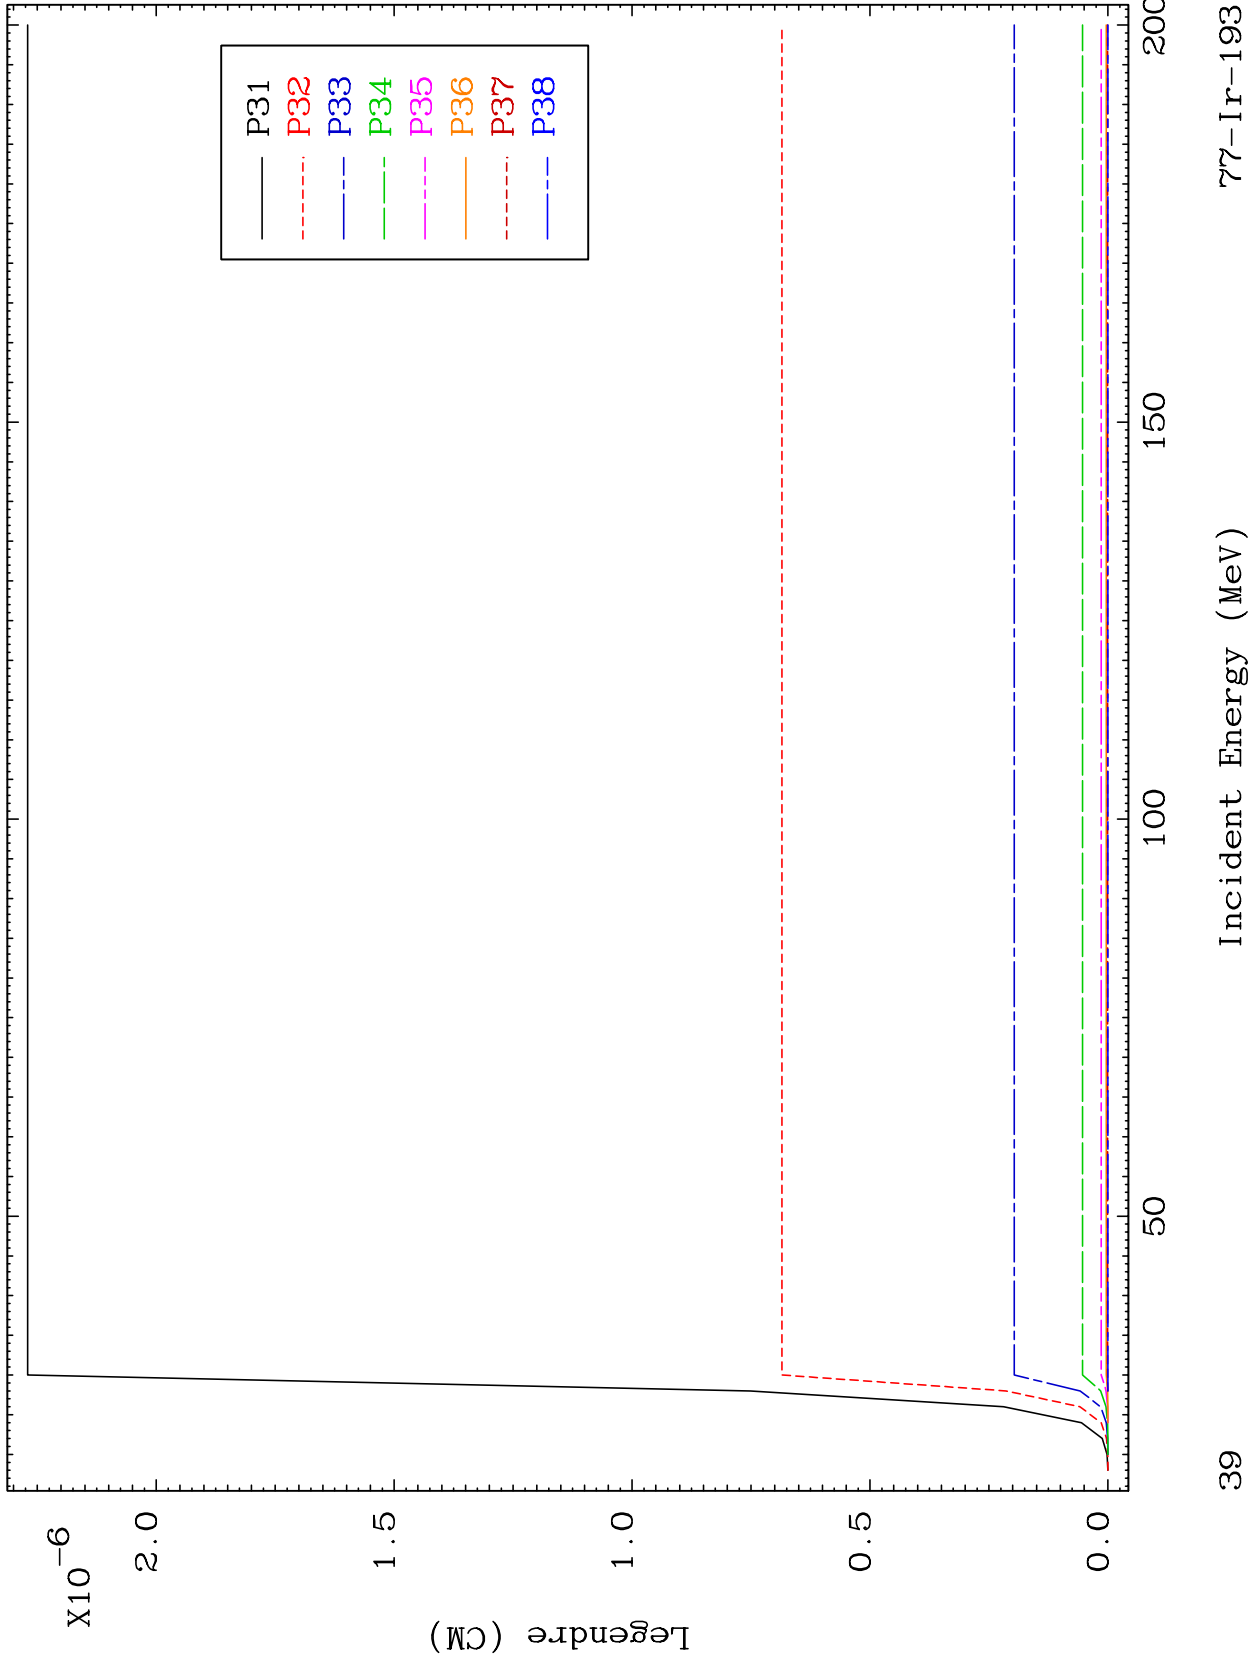 X10-6
2.0
1.5
1.0
0.5
0.0
Legendre (CM)
P31
P32
P33
P34
P35
P36
P37
P38
50
100
150
200
39
Incident Energy (MeV)
77-Ir-193